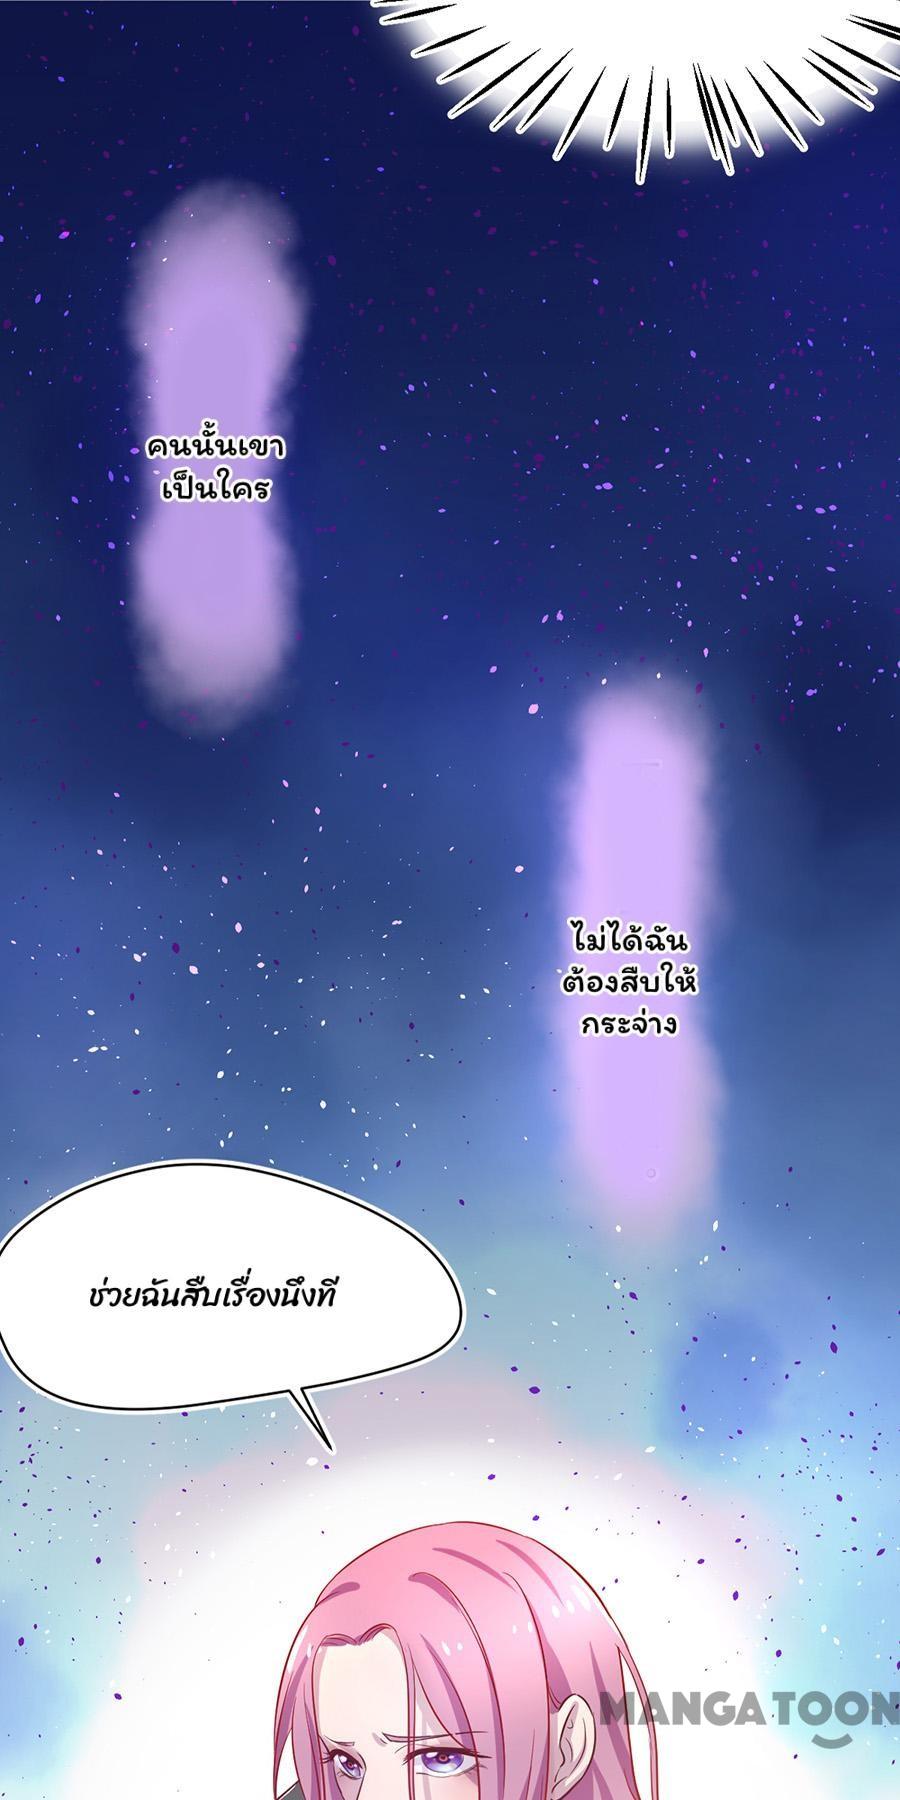 คนนั้นเขา
เป็นใคร
ไม่ได้ฉัน
ต้องสืบให้
กระจ่าง
ช่วยฉันสืบเรื่องนึงที
MANGATOON